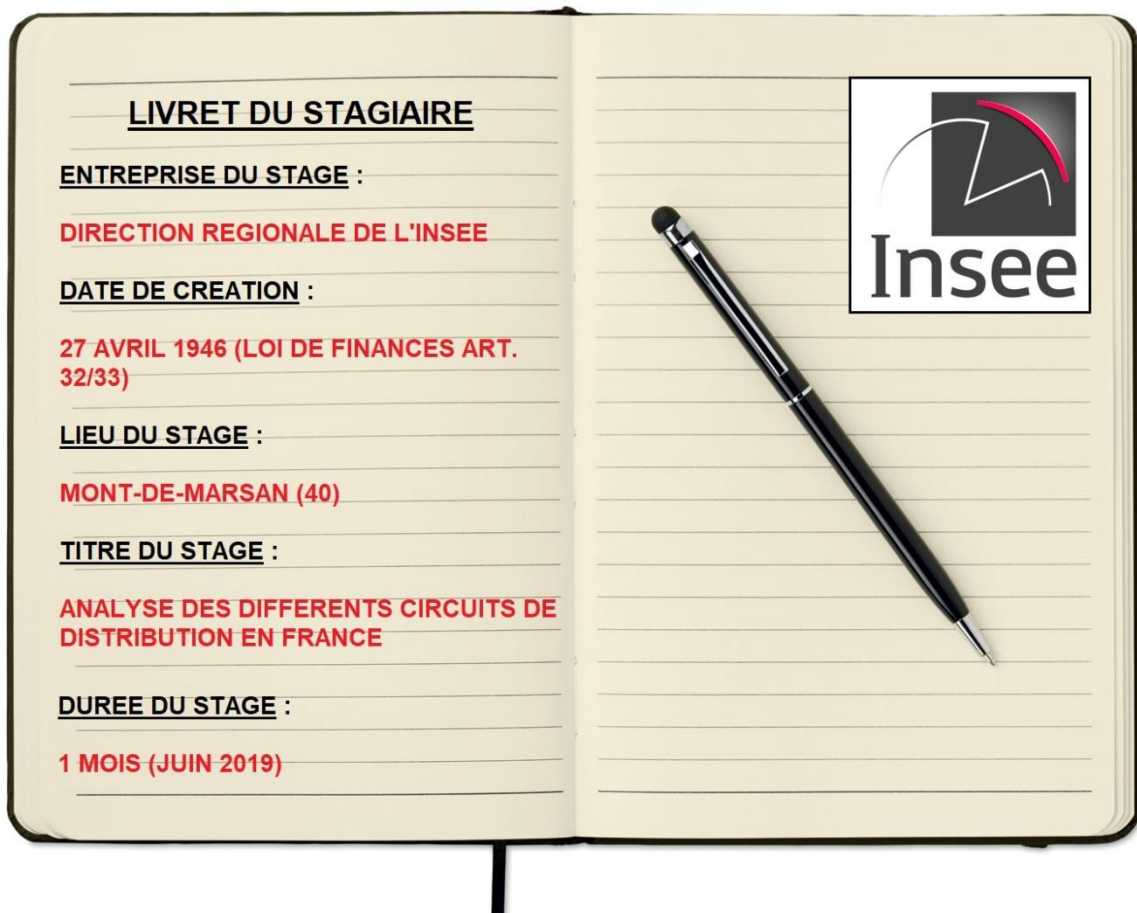 LIVRET DU STAGIAIRE
ENTREPRISE DU STAGE :
DIRECTION REGIONALE DE L'INSEE
DATE DE CREATION :
27 AVRIL 1946 (LOI DE FINANCES ART.
32/33)
LIEU DU STAGE :
MONT-DE-MARSAN (40)
TITRE DU STAGE :
ANALYSE DES DIFFERENTS CIRCUITS DE
DISTRIBUTION EN FRANCE
DUREE DU STAGE :
1 MOIS (JUIN 2019)
Insee